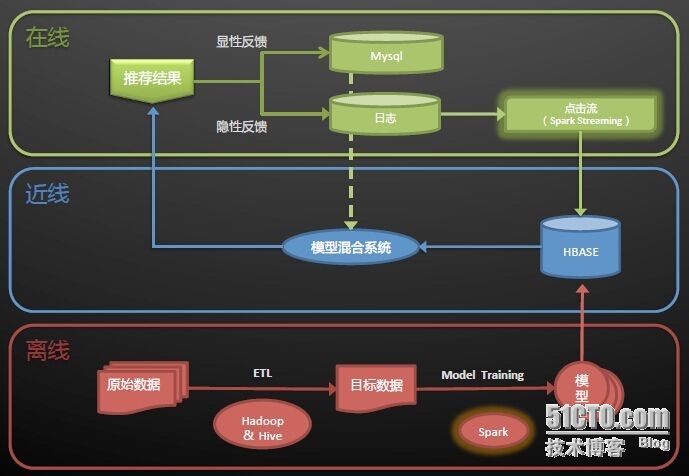 在线
显性反馈
Mysql
推荐结果
隐性反馈
日志
点击流
(Spark Streaming)
近线
模型混合系统
HBASE
离线
原始数据
ETL
Hadoop
& Hive
目标数据
Model Training
Spark
模
型
51CTO.com
技术博客
Blog